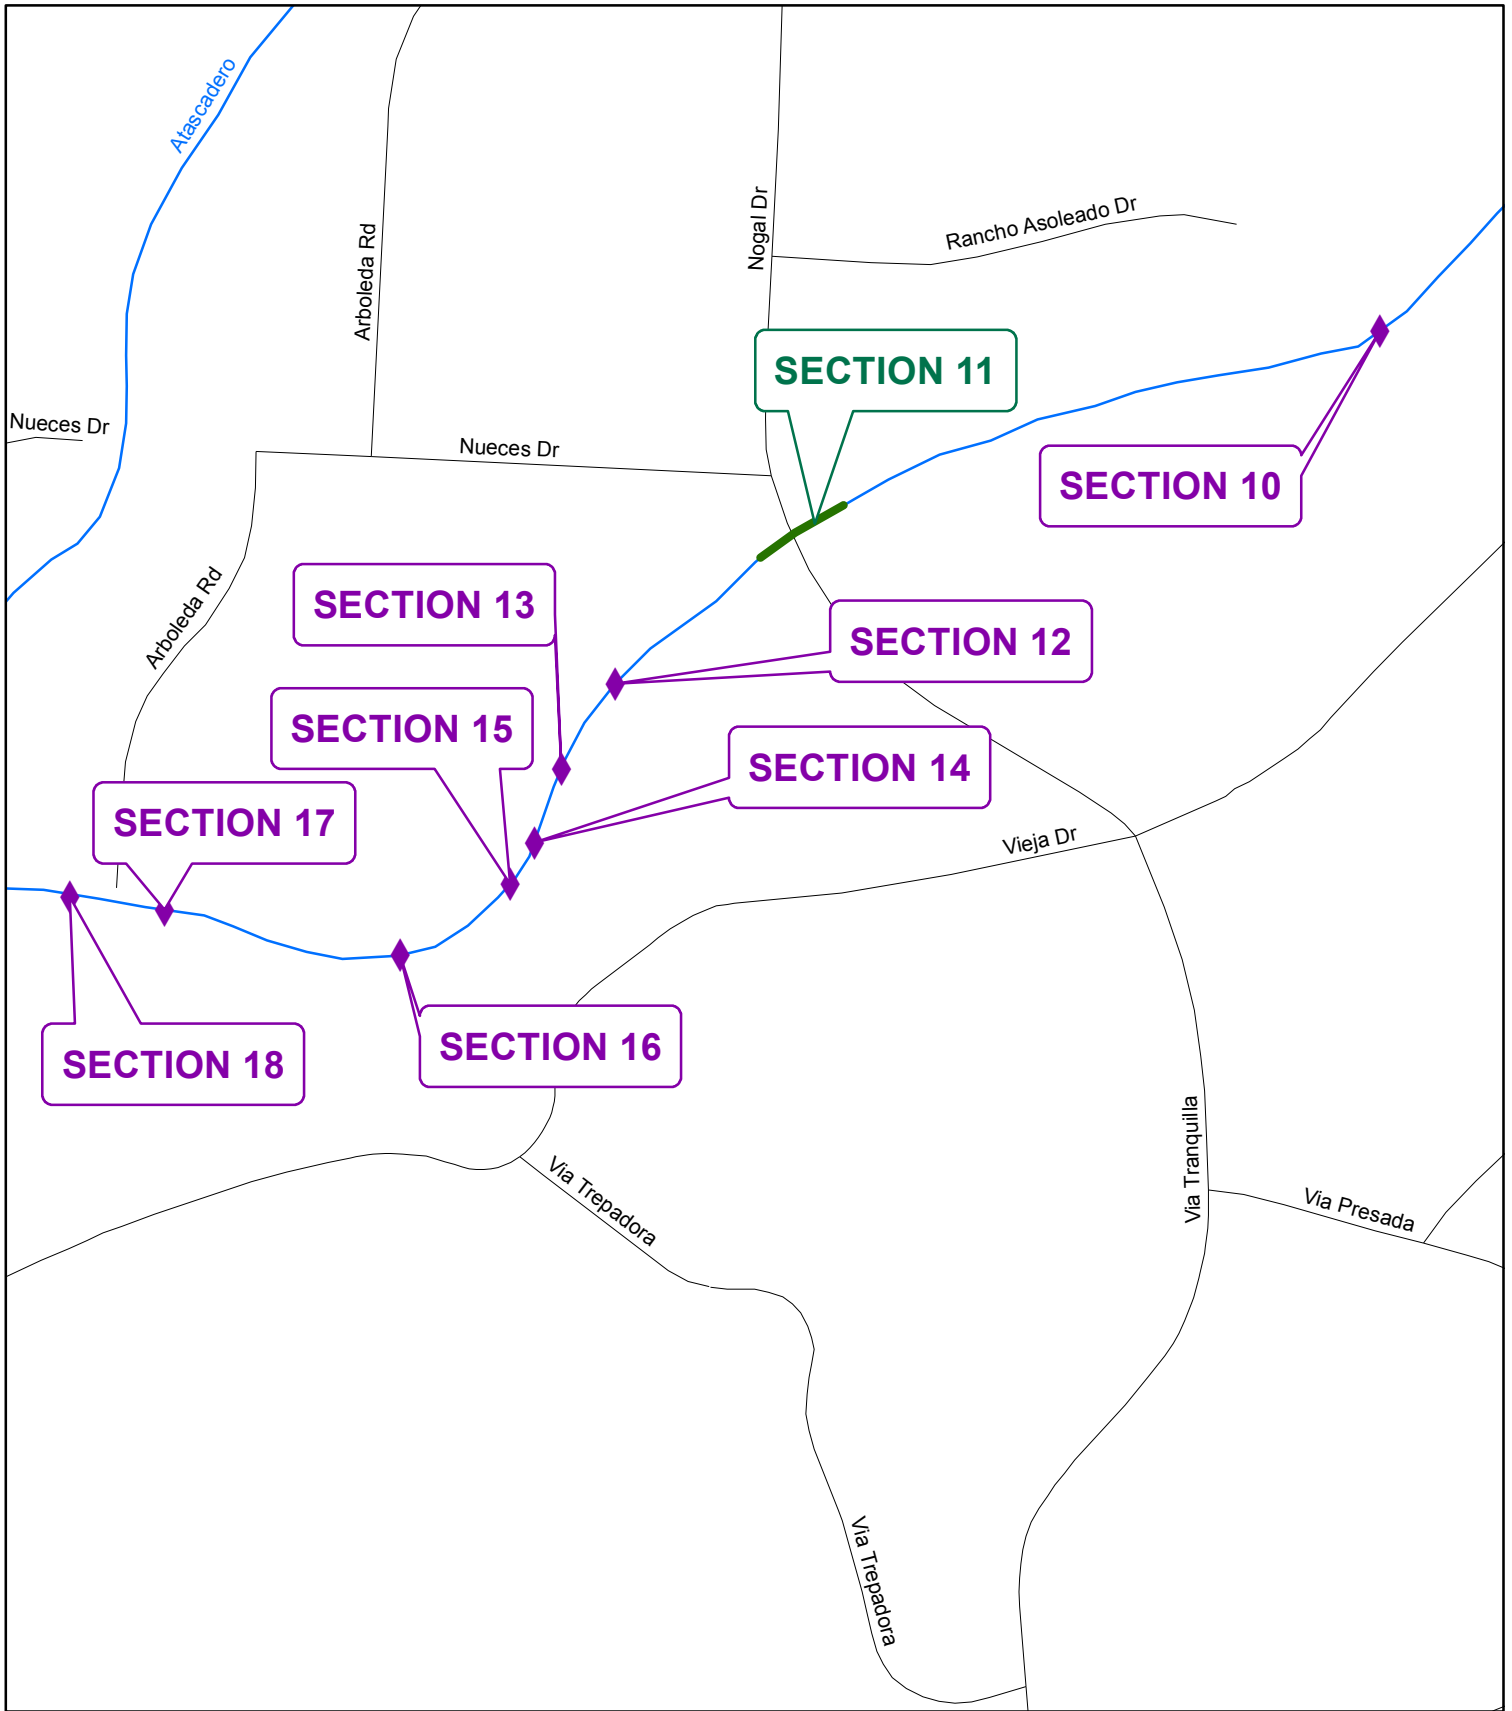 Atascadero
Arboleda Rd
Nogal Dr
Rancho Asoleado Dr
SECTION 11
Nueces Dr
Nueces Dr
SECTION 10
Arboleda Rd
SECTION 13
SECTION 12
SECTION 15
SECTION 14
SECTION 17
Vieja Dr
SECTION 16
SECTION 18
Via Tranquilla
Via Trepadora
Via Presada
Via Trepadora